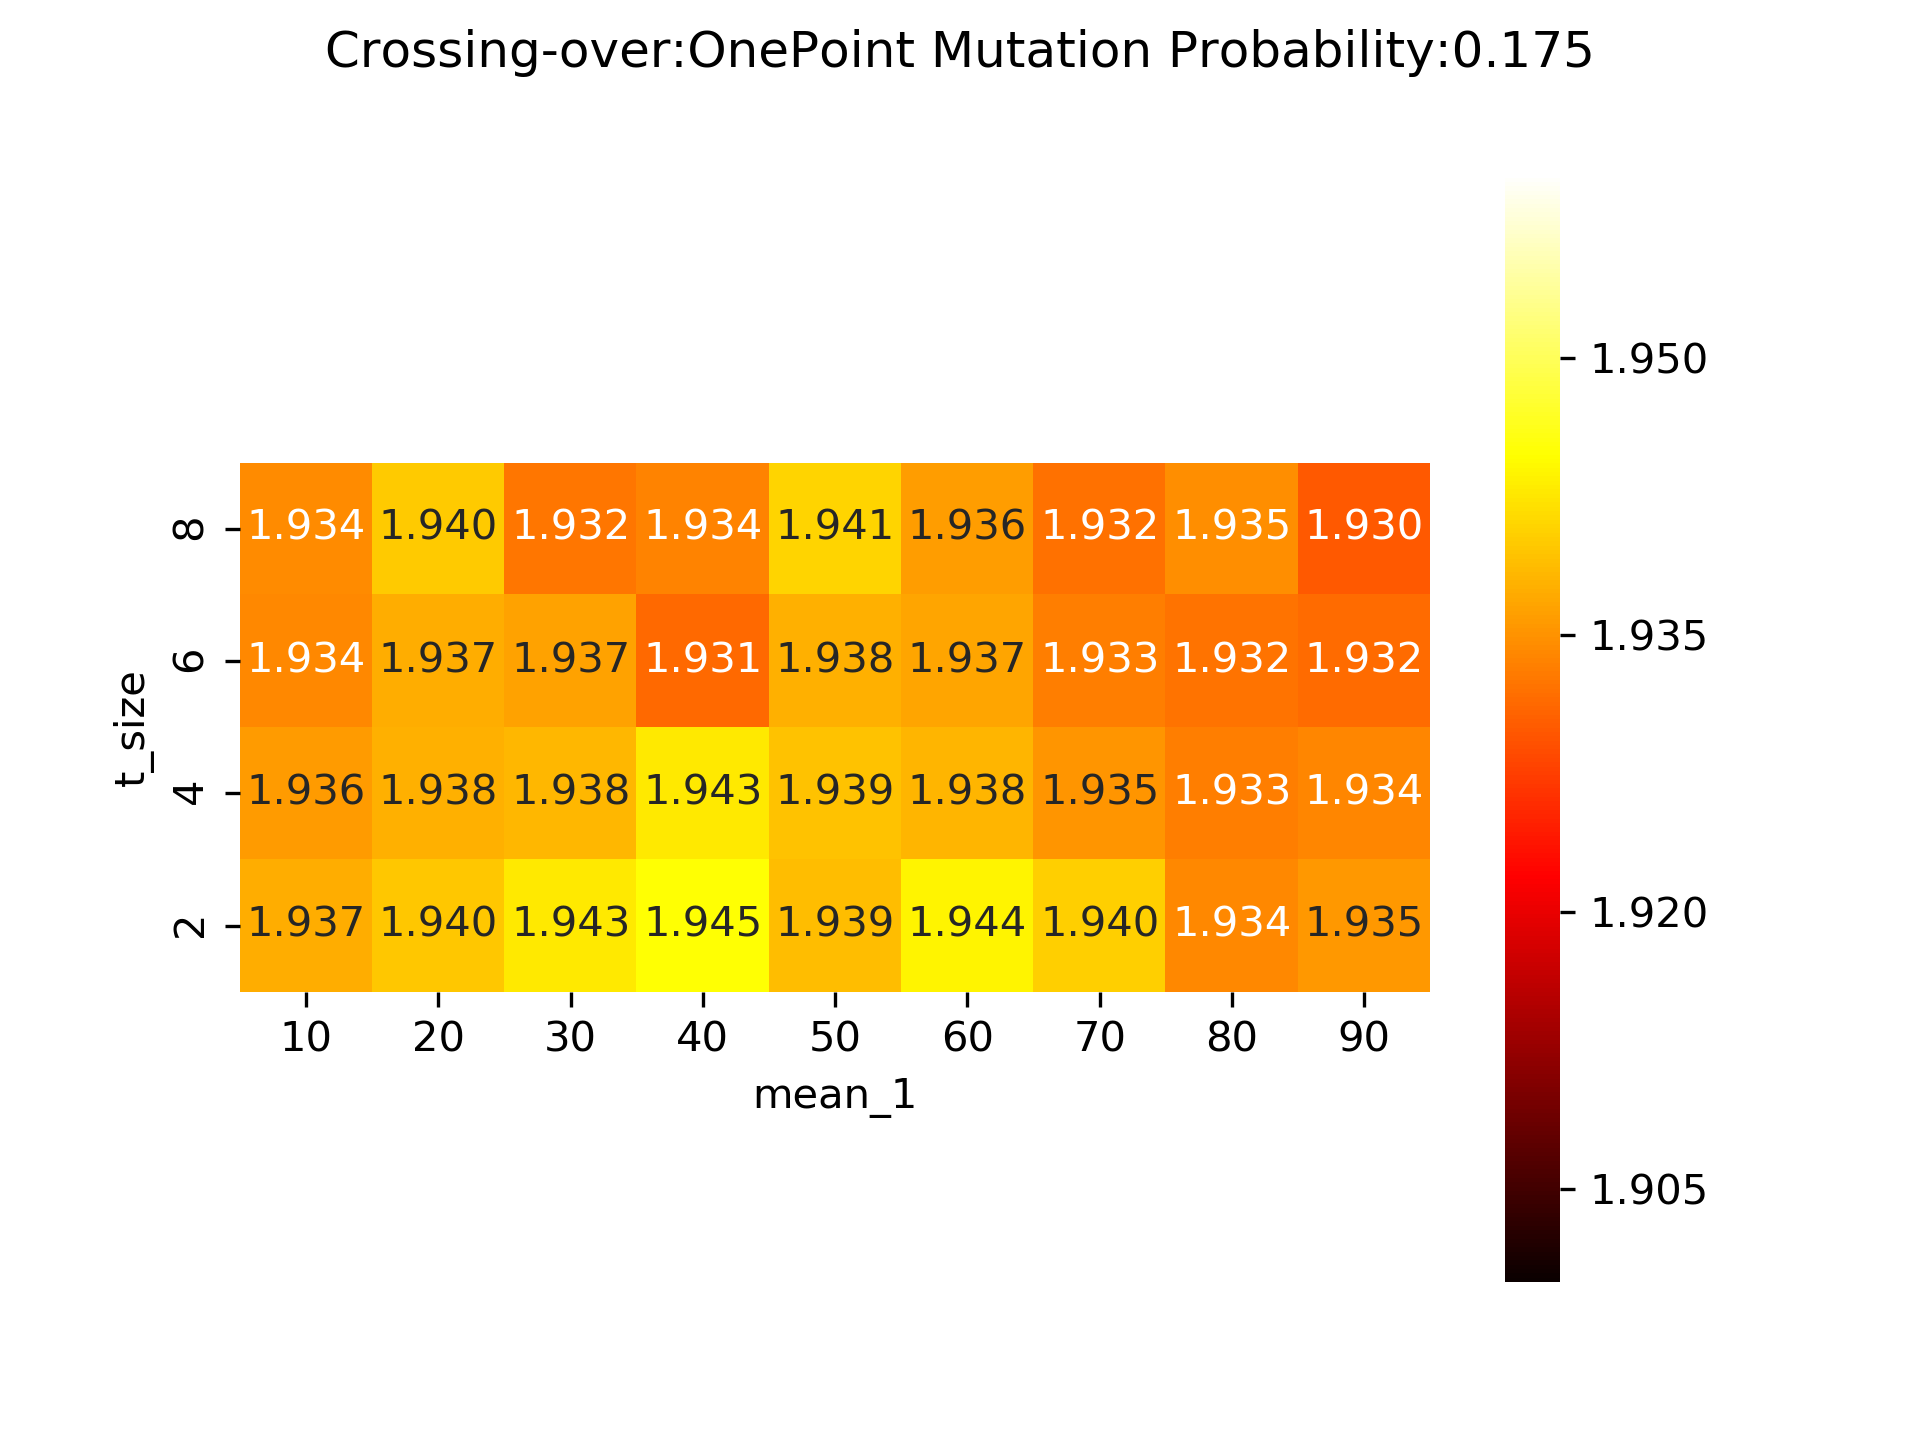 Crossing-over:OnePoint Mutation Probability:0.175
1.950
1.935
1.920
1.905
t_size
8 1.934 1.940 1.932 1.934 1.941 1.936 1.932 1.935 1.930
6 1.934 1.937 1.937 1.931 1.938 1.937 1.933 1.932 1.932
4 1.936 1.938 1.938 1.943 1.939 1.938 1.935 1.933 1.934
2 1.937 1.940 1.943 1.945 1.939 1.944 1.940 1.934 1.935
10 20 30 40 50 60 70 80 90
mean_1